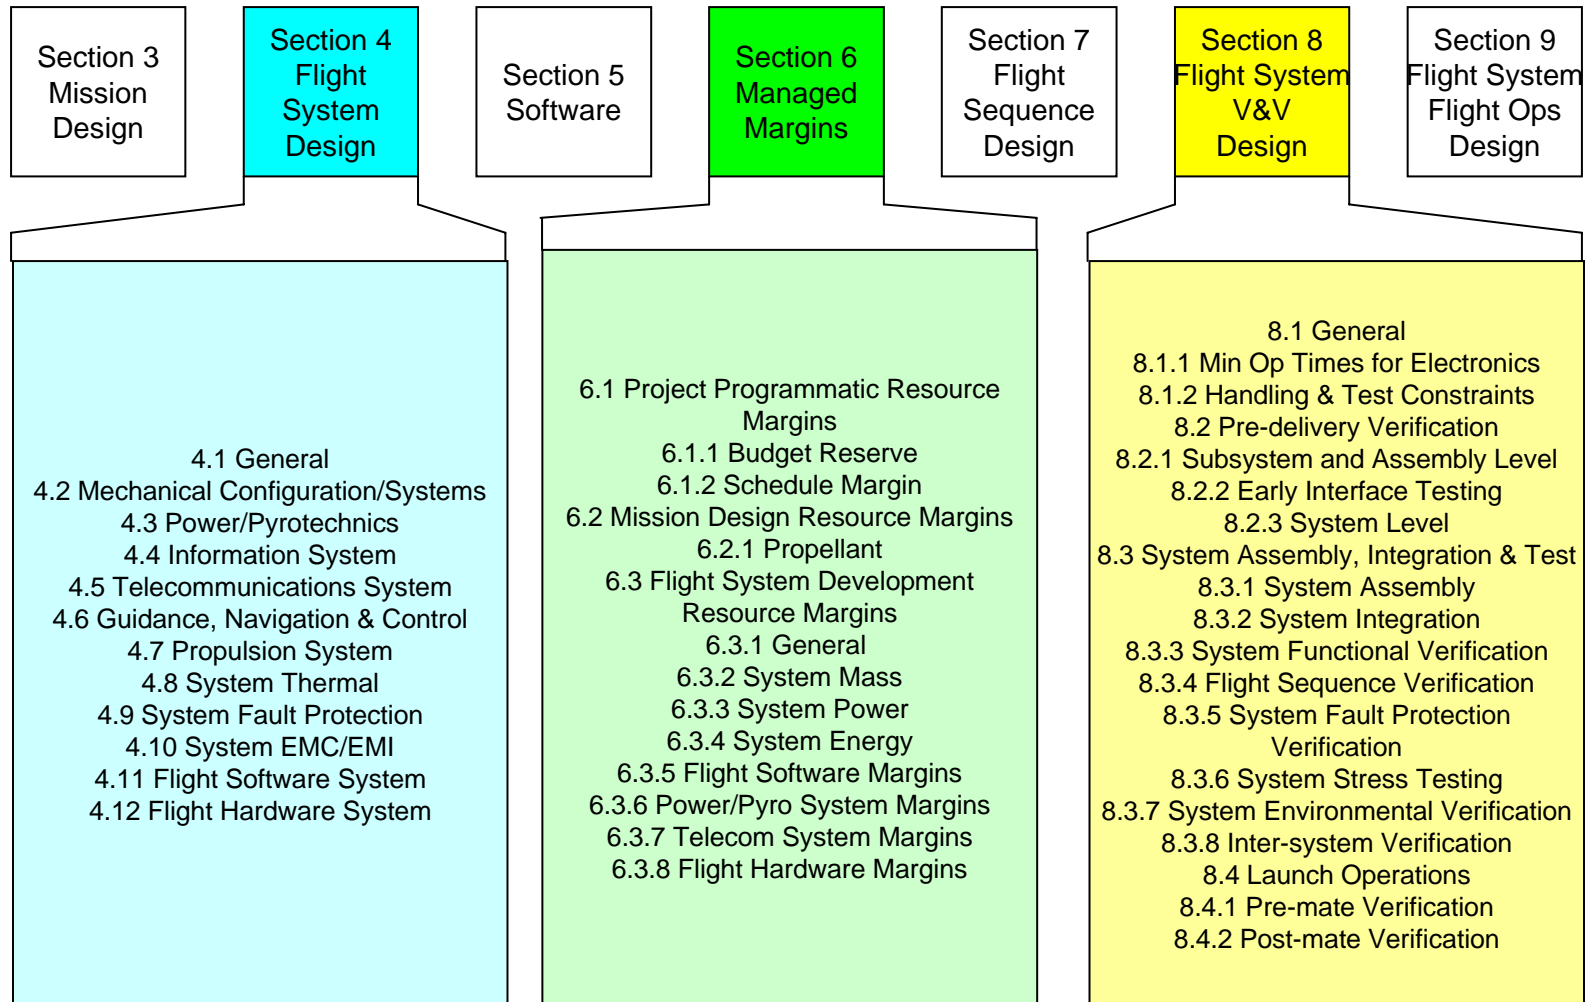 Section 3
Mission
Design
Section 4
Flight
System
Design
Section 5
Software
Section 6
Managed
Margins
Section 7
Flight
Sequence
Design
Section 8
Flight System
V&V
Design
Section 9
Flight System
Flight Ops
Design
4.1 General
4.2 Mechanical Configuration/Systems
4.3 Power/Pyrotechnics
4.4 Information System
4.5 Telecommunications System
4.6 Guidance, Navigation & Control
4.7 Propulsion System
4.8 System Thermal
4.9 System Fault Protection
4.10 System EMC/EMI
4.11 Flight Software System
4.12 Flight Hardware System
6.1 Project Programmatic Resource
Margins
6.1.1 Budget Reserve
6.1.2 Schedule Margin
6.2 Mission Design Resource Margins
6.2.1 Propellant
6.3 Flight System Development
Resource Margins
6.3.1 General
6.3.2 System Mass
6.3.3 System Power
6.3.4 System Energy
6.3.5 Flight Software Margins
6.3.6 Power/Pyro System Margins
6.3.7 Telecom System Margins
6.3.8 Flight Hardware Margins
8.1 General
8.1.1 Min Op Times for Electronics
8.1.2 Handling & Test Constraints
8.2 Pre-delivery Verification
8.2.1 Subsystem and Assembly Level
8.2.2 Early Interface Testing
8.2.3 System Level
8.3 System Assembly, Integration & Test
8.3.1 System Assembly
8.3.2 System Integration
8.3.3 System Functional Verification
8.3.4 Flight Sequence Verification
8.3.5 System Fault Protection
Verification
8.3.6 System Stress Testing
8.3.7 System Environmental Verification
8.3.8 Inter-system Verification
8.4 Launch Operations
8.4.1 Pre-mate Verification
8.4.2 Post-mate Verification